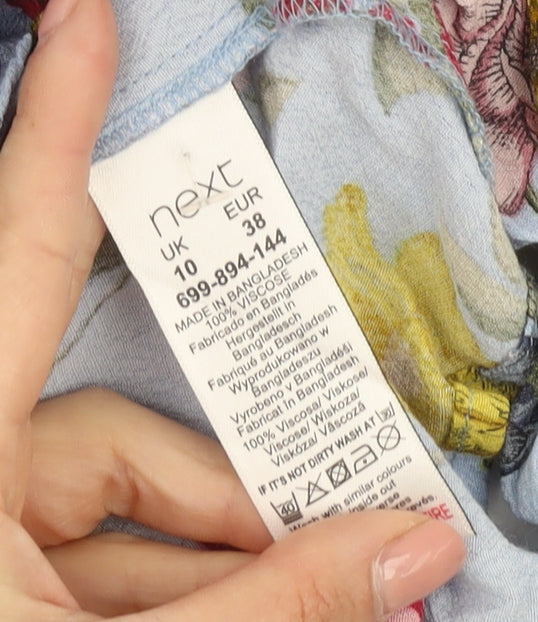 next
UK EUR
10 38
699-894-144
MADE IN BANGLADESH
100% VISCOSE
Fabricado en Bangladés
Hergestellt in
Bangladesch
Fabriqué au Bangladesh
Wyprodukowano w
Bangladeszu
Vyrobeno v Bangladéši
Fabricat în Bangladesh
100% Viscosa/ Viskose/
Viscose/ Wiskoza/
Viskóza/ Vâscoză
IF IT'S NOT DIRTY WASH AT 30
40
Wash with similar colours
inside out